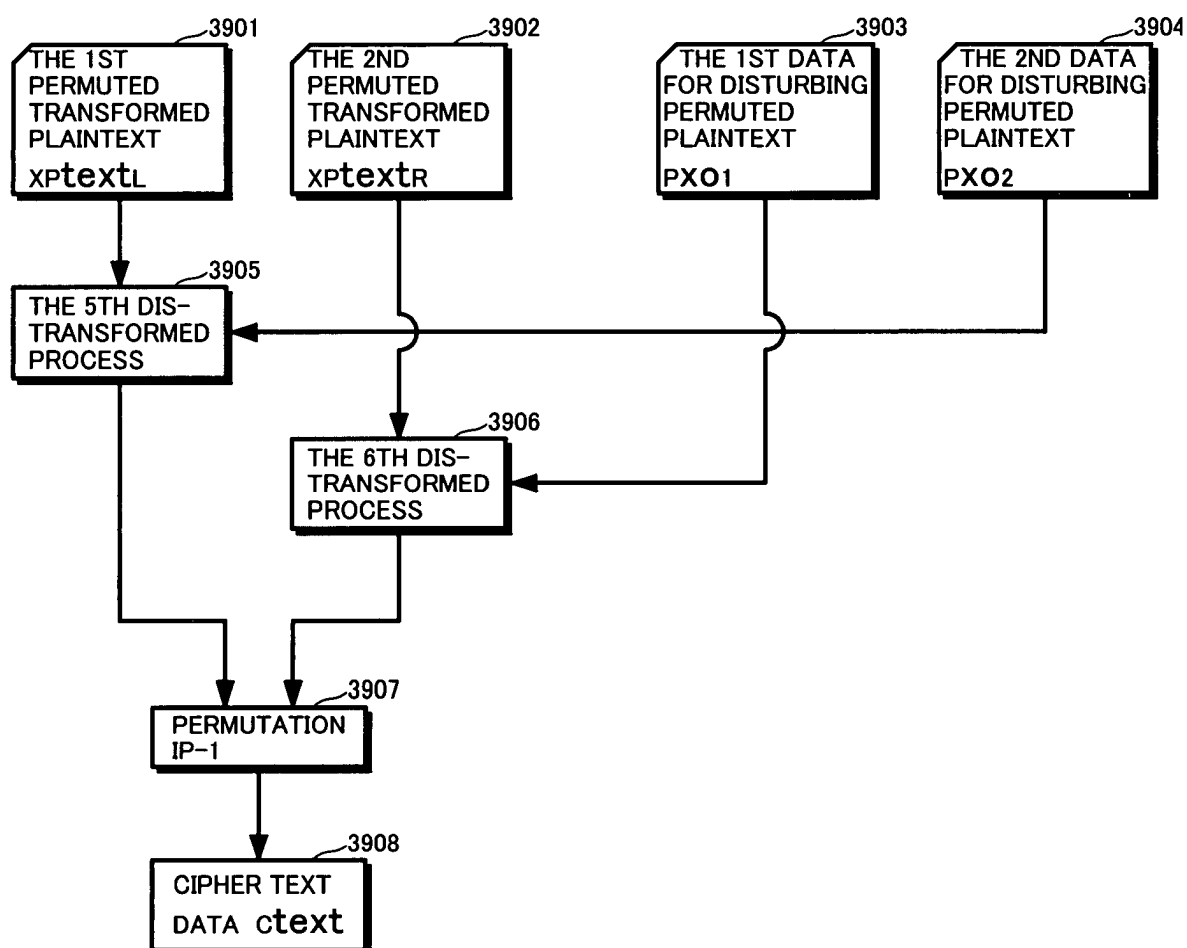 3901
THE 1ST
PERMUTED
TRANSFORMED
PLAINTEXT
XPtextL
3902
THE 2ND
PERMUTED
TRANSFORMED
PLAINTEXT
XPtextR
3903
THE 1ST DATA
FOR DISTURBING
PERMUTED
PLAINTEXT
PXO1
3904
THE 2ND DATA
FOR DISTURBING
PERMUTED
PLAINTEXT
PXO2
3905
THE 5TH DIS-
TRANSFORMED
PROCESS
3906
THE 6TH DIS-
TRANSFORMED
PROCESS
3907
PERMUTATION
IP-1
3908
CIPHER TEXT
DATA Ctext